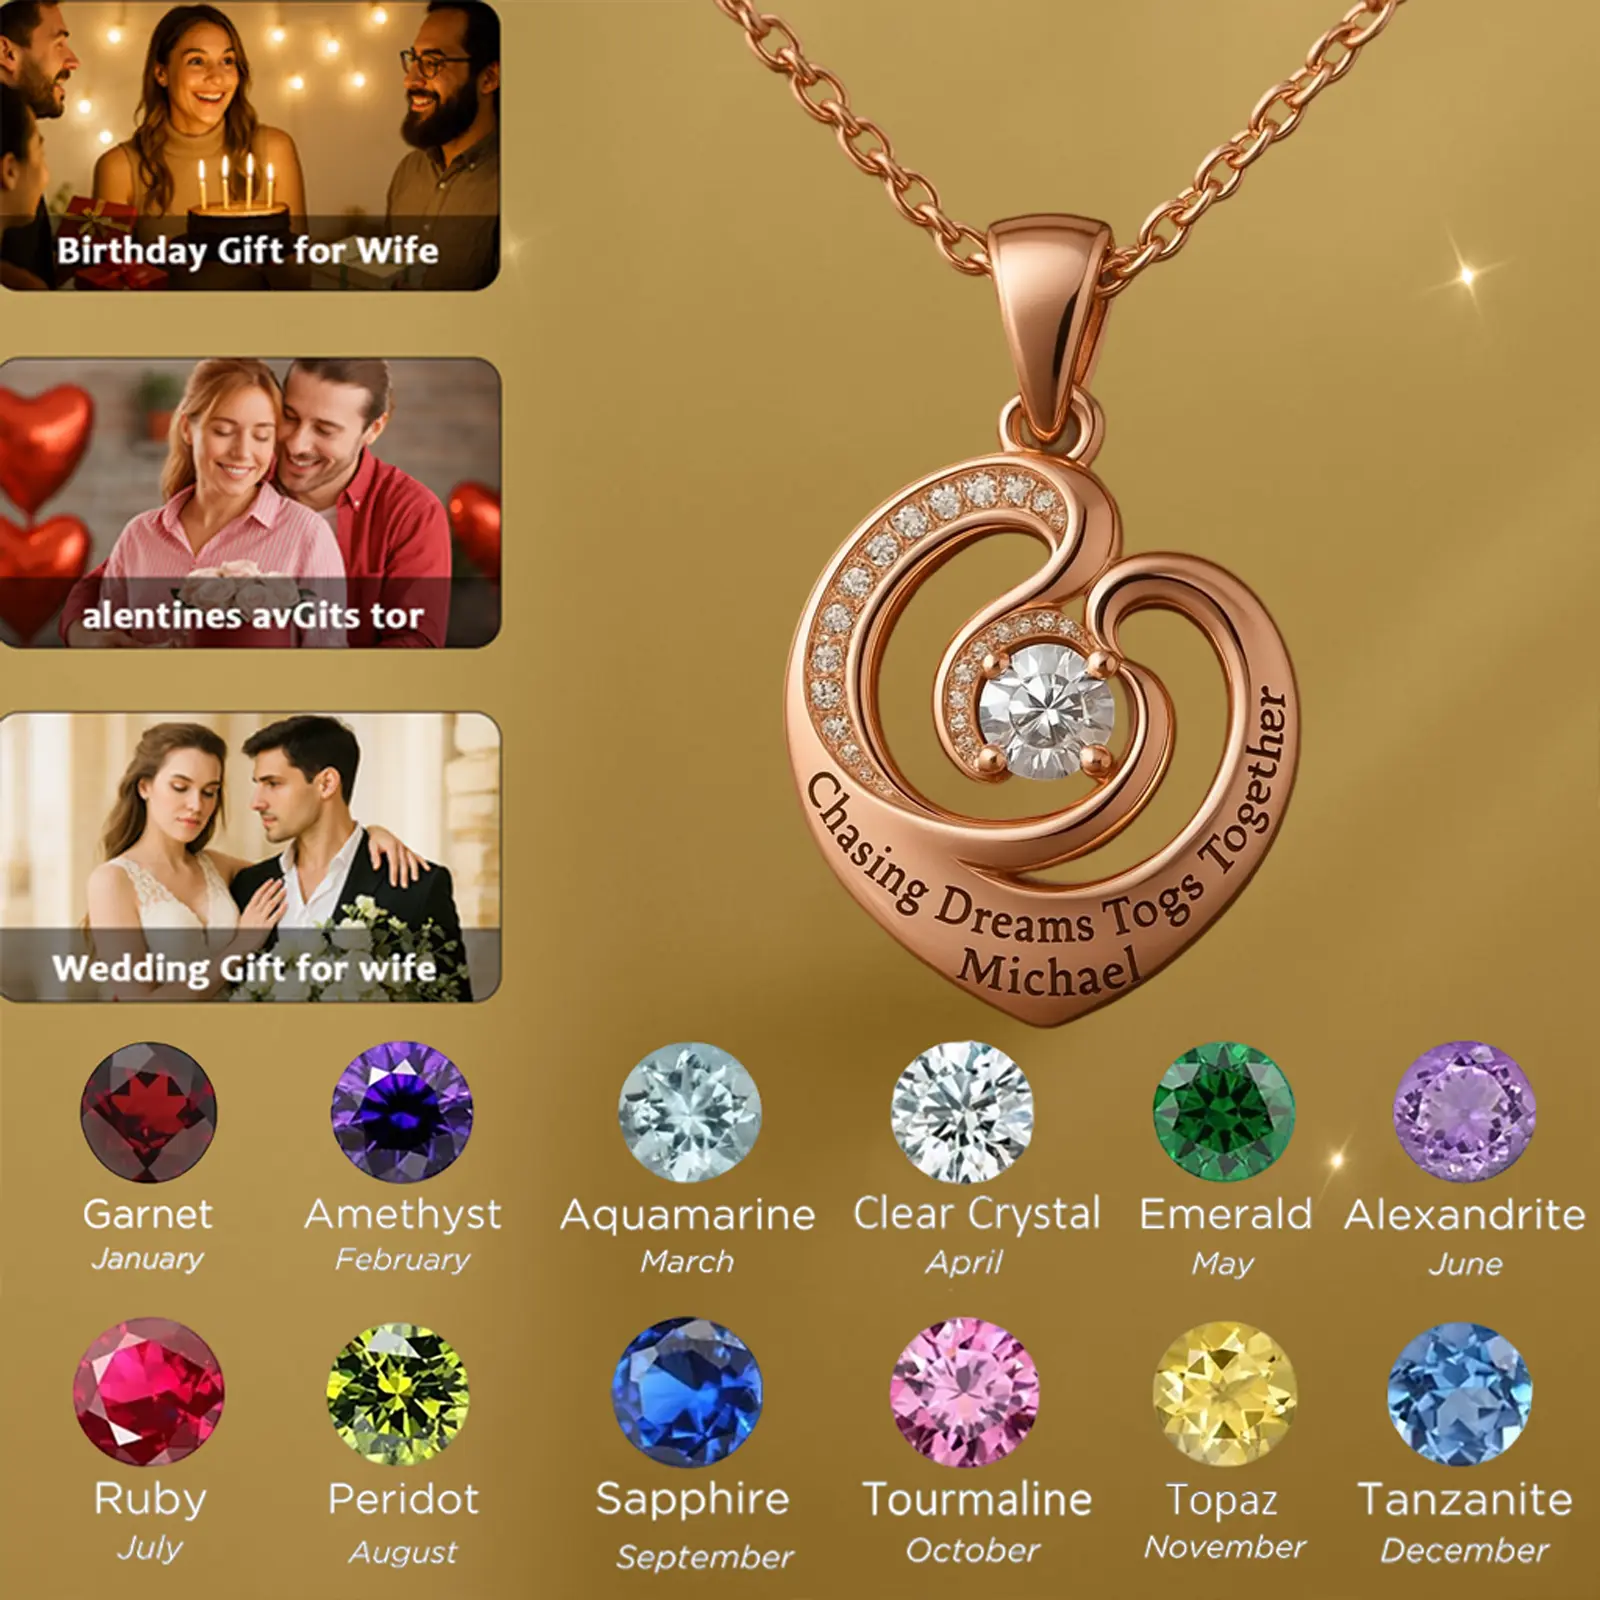 Birthday Gift for Wife
alentines avGits tor
Wedding Gift for wife
Chasing Dreams Togs Together
Michael
Garnet
January
Amethyst
February
Aquamarine
March
Clear Crystal
April
Emerald
May
Alexandrite
June
Ruby
July
Peridot
August
Sapphire
September
Tourmaline
October
Topaz
November
Tanzanite
December